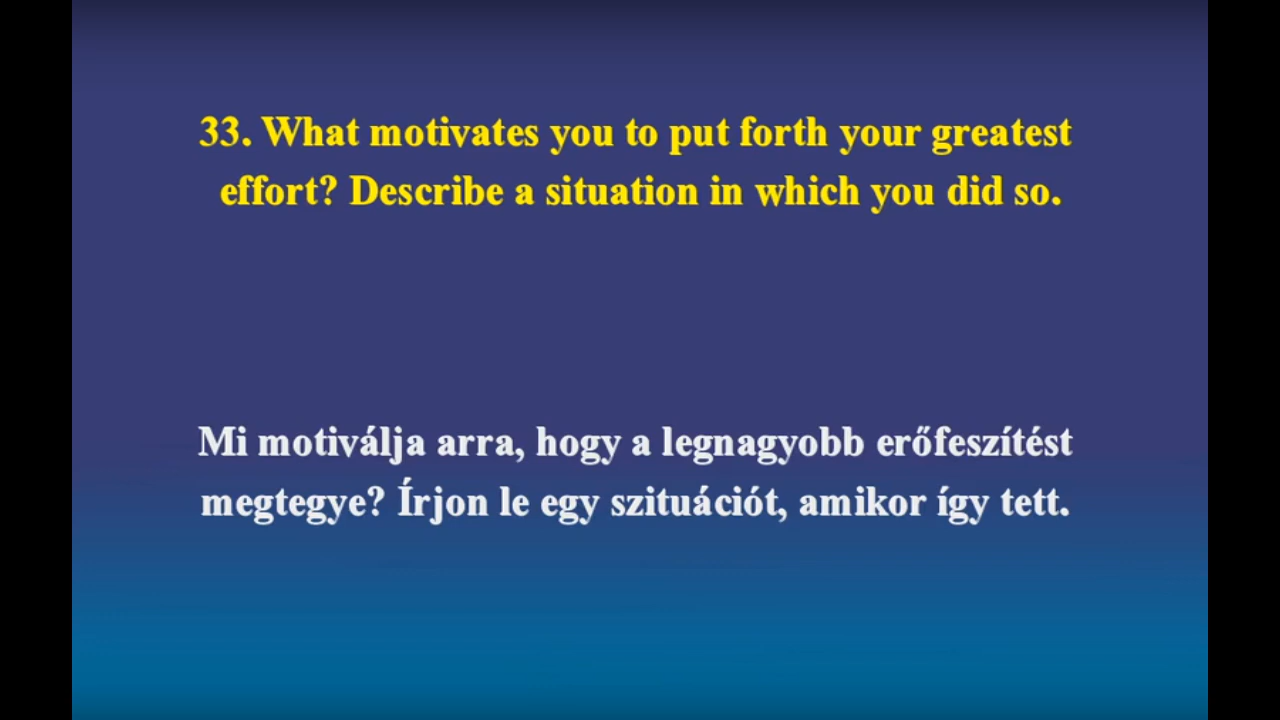 33. What motivates you to put forth your greatest
effort? Describe a situation in which you did so.
Mi motiválja arra, hogy a legnagyobb erőfeszítést
megtegye? Írjon le egy szituációt, amikor így tett.